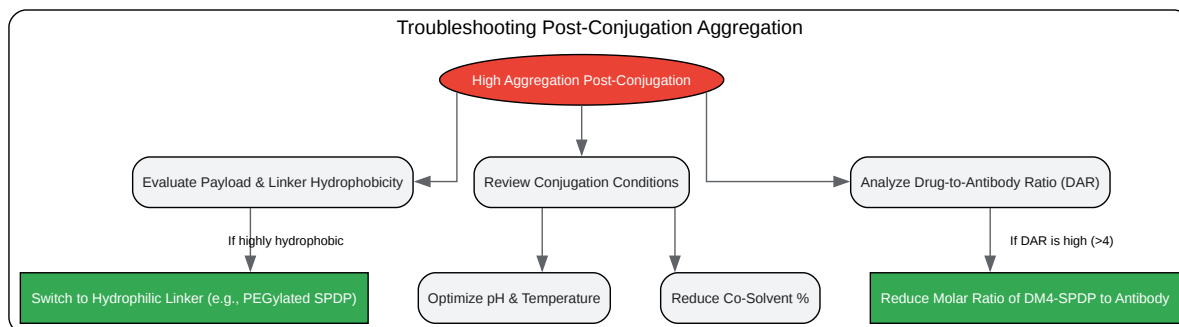 Troubleshooting Post-Conjugation Aggregation
High Aggregation Post-Conjugation
Evaluate Payload & Linker Hydrophobicity
Review Conjugation Conditions
Analyze Drug-to-Antibody Ratio (DAR)
If highly hydrophobic
If DAR is high (>4)
Switch to Hydrophilic Linker (e.g., PEGylated SPDP)
Optimize pH & Temperature
Reduce Co-Solvent %
Reduce Molar Ratio of DM4-SPDP to Antibody